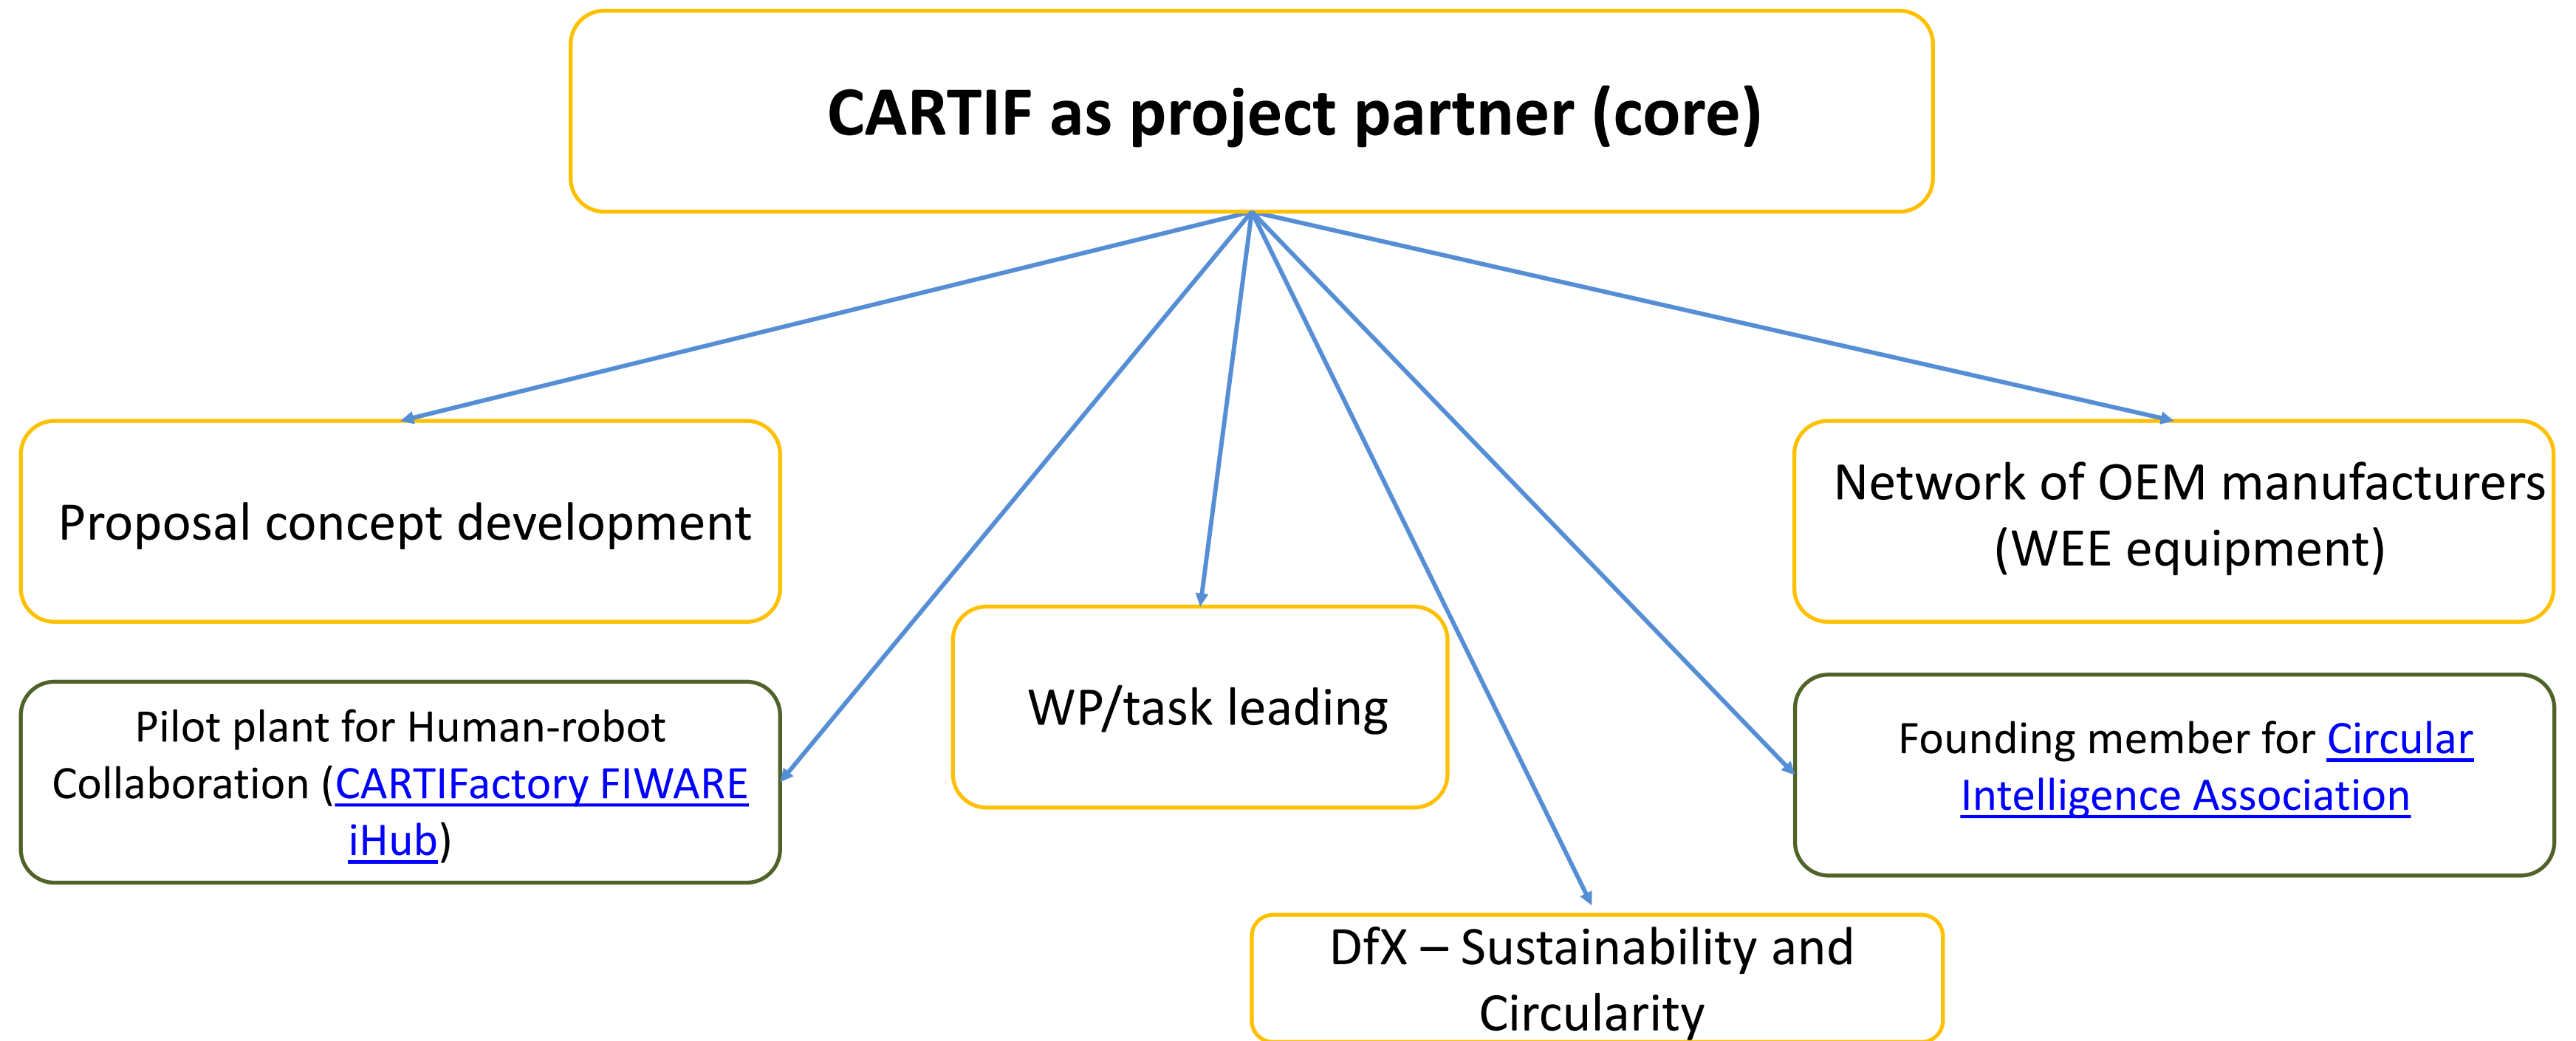 CARTIF as project partner (core)
Proposal concept development
Network of OEM manufacturers
(WEE equipment)
Pilot plant for Human-robot
Collaboration (CARTIFactory FIWARE
iHub)
WP/task leading
Founding member for Circular
Intelligence Association
DfX – Sustainability and
Circularity